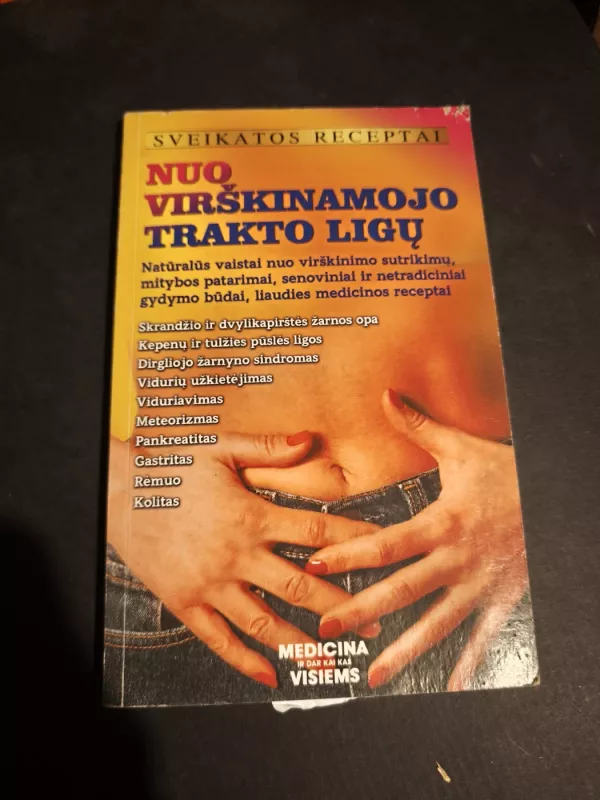 SVEIKATOS RECEPTAI
NUO
VIRŠKINAMOJO
TRAKTO LIGŲ
Natūralūs vaistai nuo virškinimo sutrikimų,
mitybos patarimai, senoviniai ir netradiciniai
gydymo būdai, liaudies medicinos receptai
Skrandžio ir dvylikapirštės žarnos opa
Kepenų ir tulžies pūslės ligos
Dirgliojo žarnyno sindromas
Vidurių užkietėjimas
Viduriavimas
Meteorizmas
Pankreatitas
Gastritas
Rėmuo
Kolitas
MEDICINA
IR DAR KAI KAS
VISIEMS